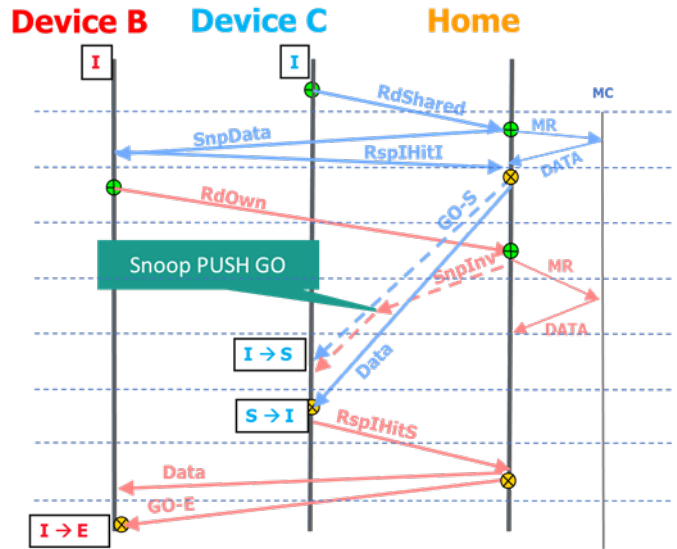 Device B
Device C
Home
I
I
MC
RdShared
MR
SnpData
RspIHitI
DATA
RdOwn
GO-S
Snoop PUSH GO
SnpInv
MR
DATA
I → S
Data
S → I
RspIHitS
Data
GO-E
I → E